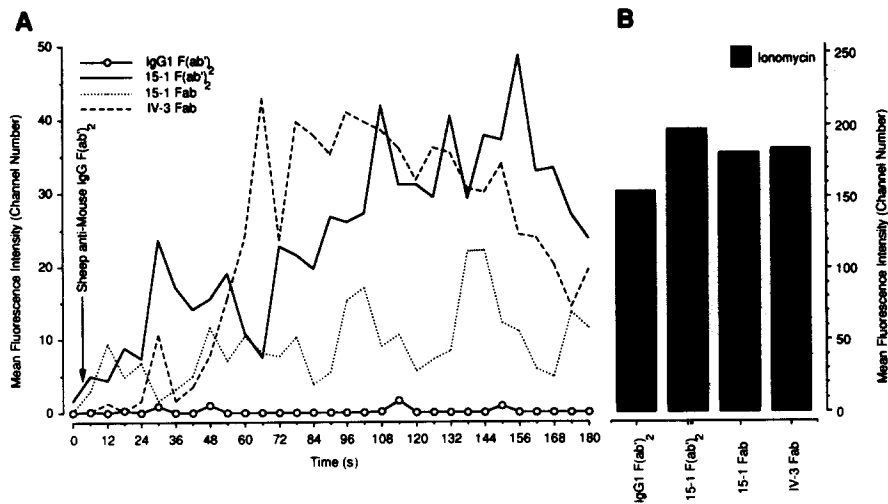 A
Mean Fluorescence Intensity (Channel Number)
50
40
30
20
10
0
IgG1 F(ab')2
15-1 F(ab')2
15-1 Fab
IV-3 Fab
Sheep anti-Mouse IgG F(ab')2
0 12 24 36 48 60 72 84 96 108 120 132 144 156 168 180
Time (s)
B
Ionomycin
250
200
150
100
50
0
Mean Fluorescence Intensity (Channel Number)
IgG1 F(ab')2
15-1 F(ab')2
15-1 Fab
IV-3 Fab